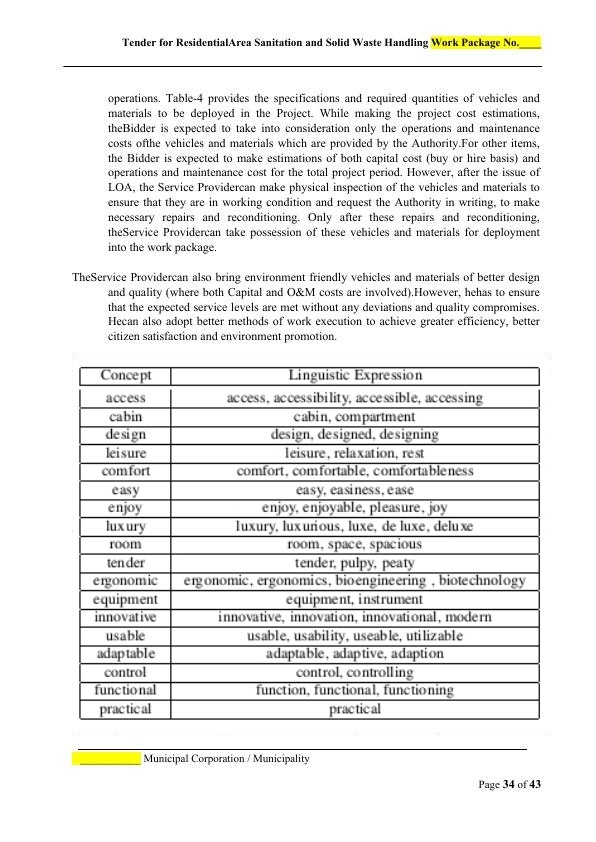 Tender for ResidentialArea Sanitation and Solid Waste Handling Work Package No.____
operations. Table-4 provides the specifications and required quantities of vehicles and
materials to be deployed in the Project. While making the project cost estimations,
theBidder is expected to take into consideration only the operations and maintenance
costs ofthe vehicles and materials which are provided by the Authority.For other items,
the Bidder is expected to make estimations of both capital cost (buy or hire basis) and
operations and maintenance cost for the total project period. However, after the issue of
LOA, the Service Providercan make physical inspection of the vehicles and materials to
ensure that they are in working condition and request the Authority in writing, to make
necessary repairs and reconditioning. Only after these repairs and reconditioning,
theService Providercan take possession of these vehicles and materials for deployment
into the work package.
TheService Providercan also bring environment friendly vehicles and materials of better design
and quality (where both Capital and O&M costs are involved).However, hehas to ensure
that the expected service levels are met without any deviations and quality compromises.
Hecan also adopt better methods of work execution to achieve greater efficiency, better
citizen satisfaction and environment promotion.
Concept Linguistic Expression
access access, accessibility, accessible, accessing
cabin cabin, compartment
design design, designed, designing
leisure leisure, relaxation, rest
comfort comfort, comfortable, comfortableness
easy easy, easiness, ease
enjoy enjoy, enjoyable, pleasure, joy
luxury luxury, luxurious, luxe, de luxe, deluxe
room room, space, spacious
tender tender, pulpy, peaty
ergonomic ergonomic, ergonomics, bioengineering , biotechnology
equipment equipment, instrument
innovative innovative, innovation, innovational, modern
usable usable, usability, useable, utilizable
adaptable adaptable, adaptive, adaption
control control, controlling
functional function, functional, functioning
practical practical
____________ Municipal Corporation / Municipality
Page 34 of 43